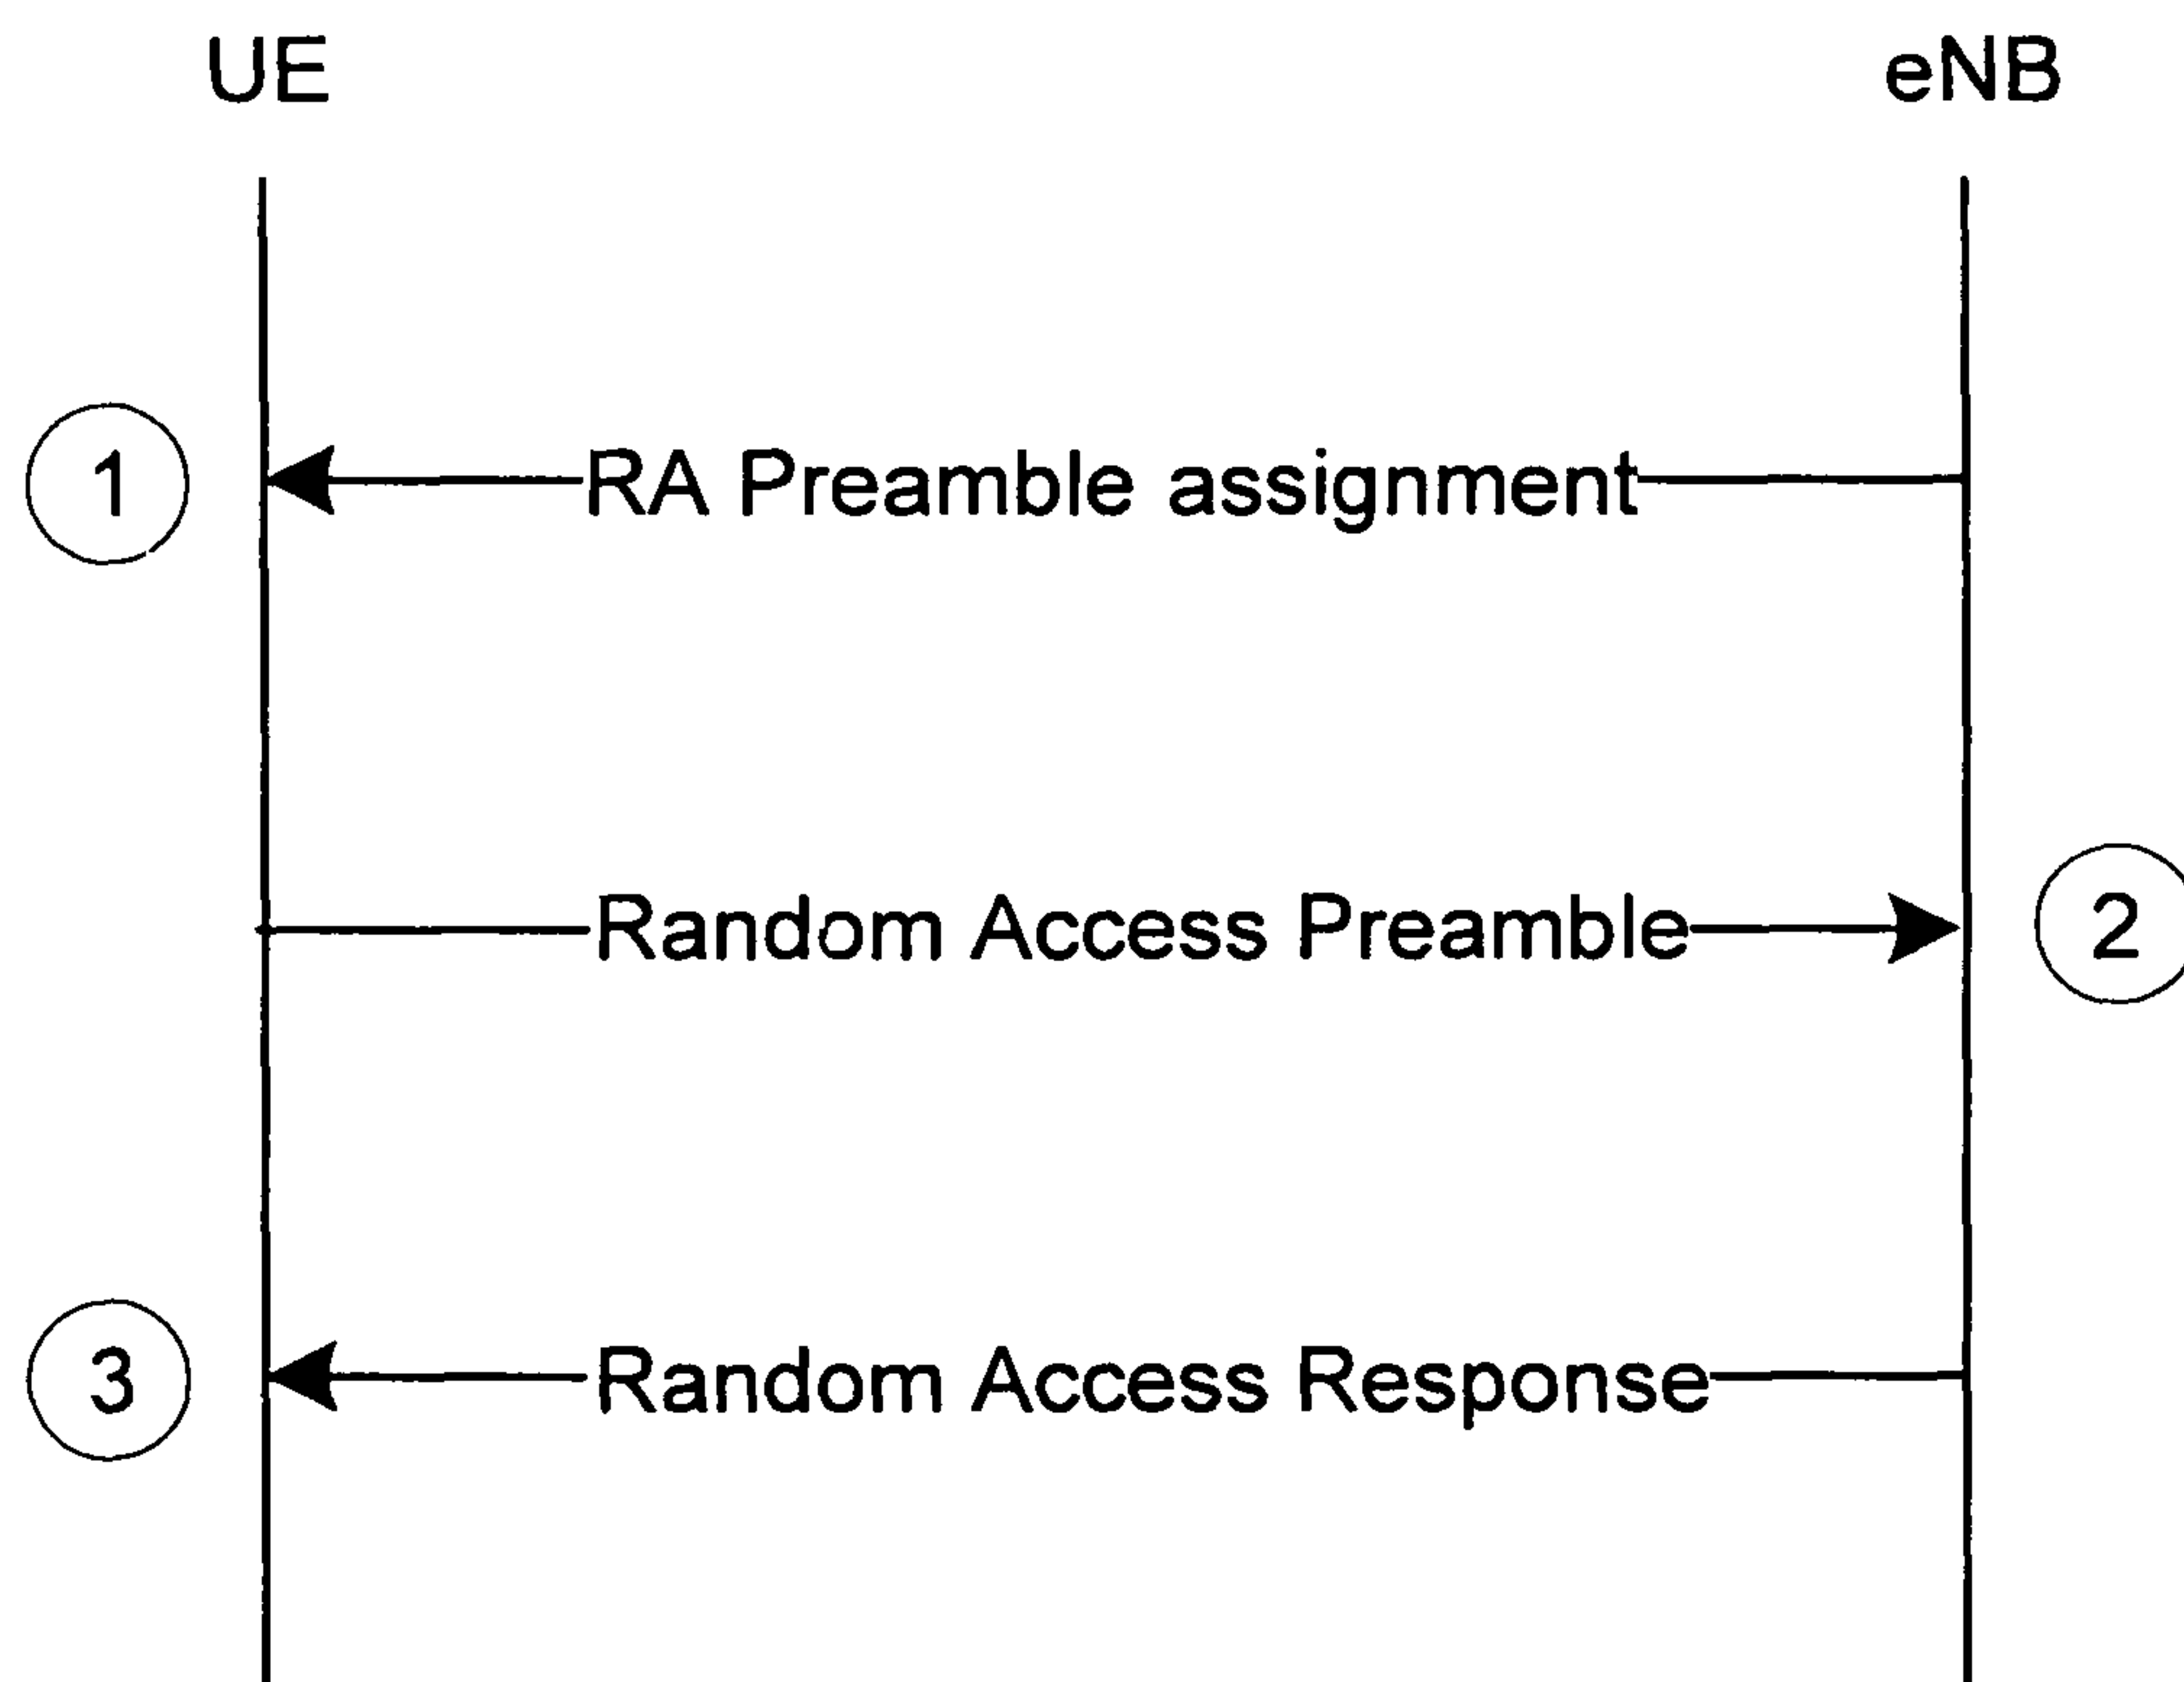 UE eNB
1 RA Preamble assignment
Random Access Preamble 2
3 Random Access Response